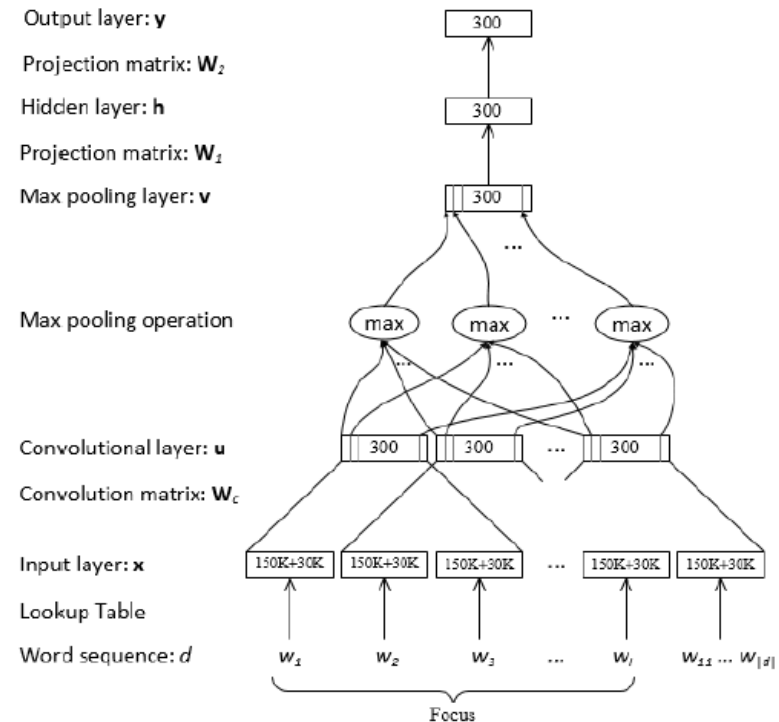 Output layer: y 300
Projection matrix: W2
Hidden layer: h 300
Projection matrix: W1
Max pooling layer: v 300
...
Max pooling operation max max ... max
... ... ...
Convolutional layer: u 300 300 ... 300
Convolution matrix: Wc
Input layer: x 150K+30K 150K+30K 150K+30K ... 150K+30K 150K+30K
Lookup Table
Word sequence: d w1 w2 w3 ... wl w11 ... w|d|
Focus